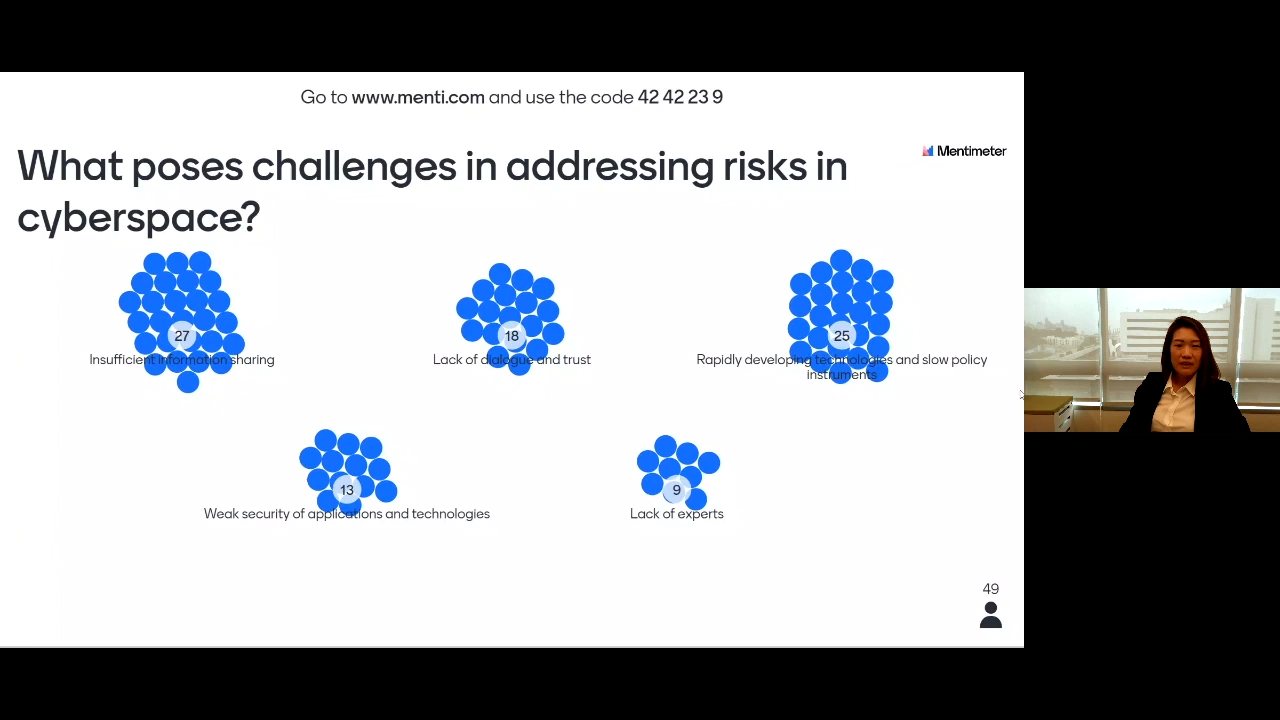 Go to www.menti.com and use the code 42 42 23 9
What poses challenges in addressing risks in
cyberspace?
Mentimeter
27
Insufficient information sharing
18
Lack of dialogue and trust
25
Rapidly developing technologies and slow policy
instruments
13
Weak security of applications and technologies
9
Lack of experts
49